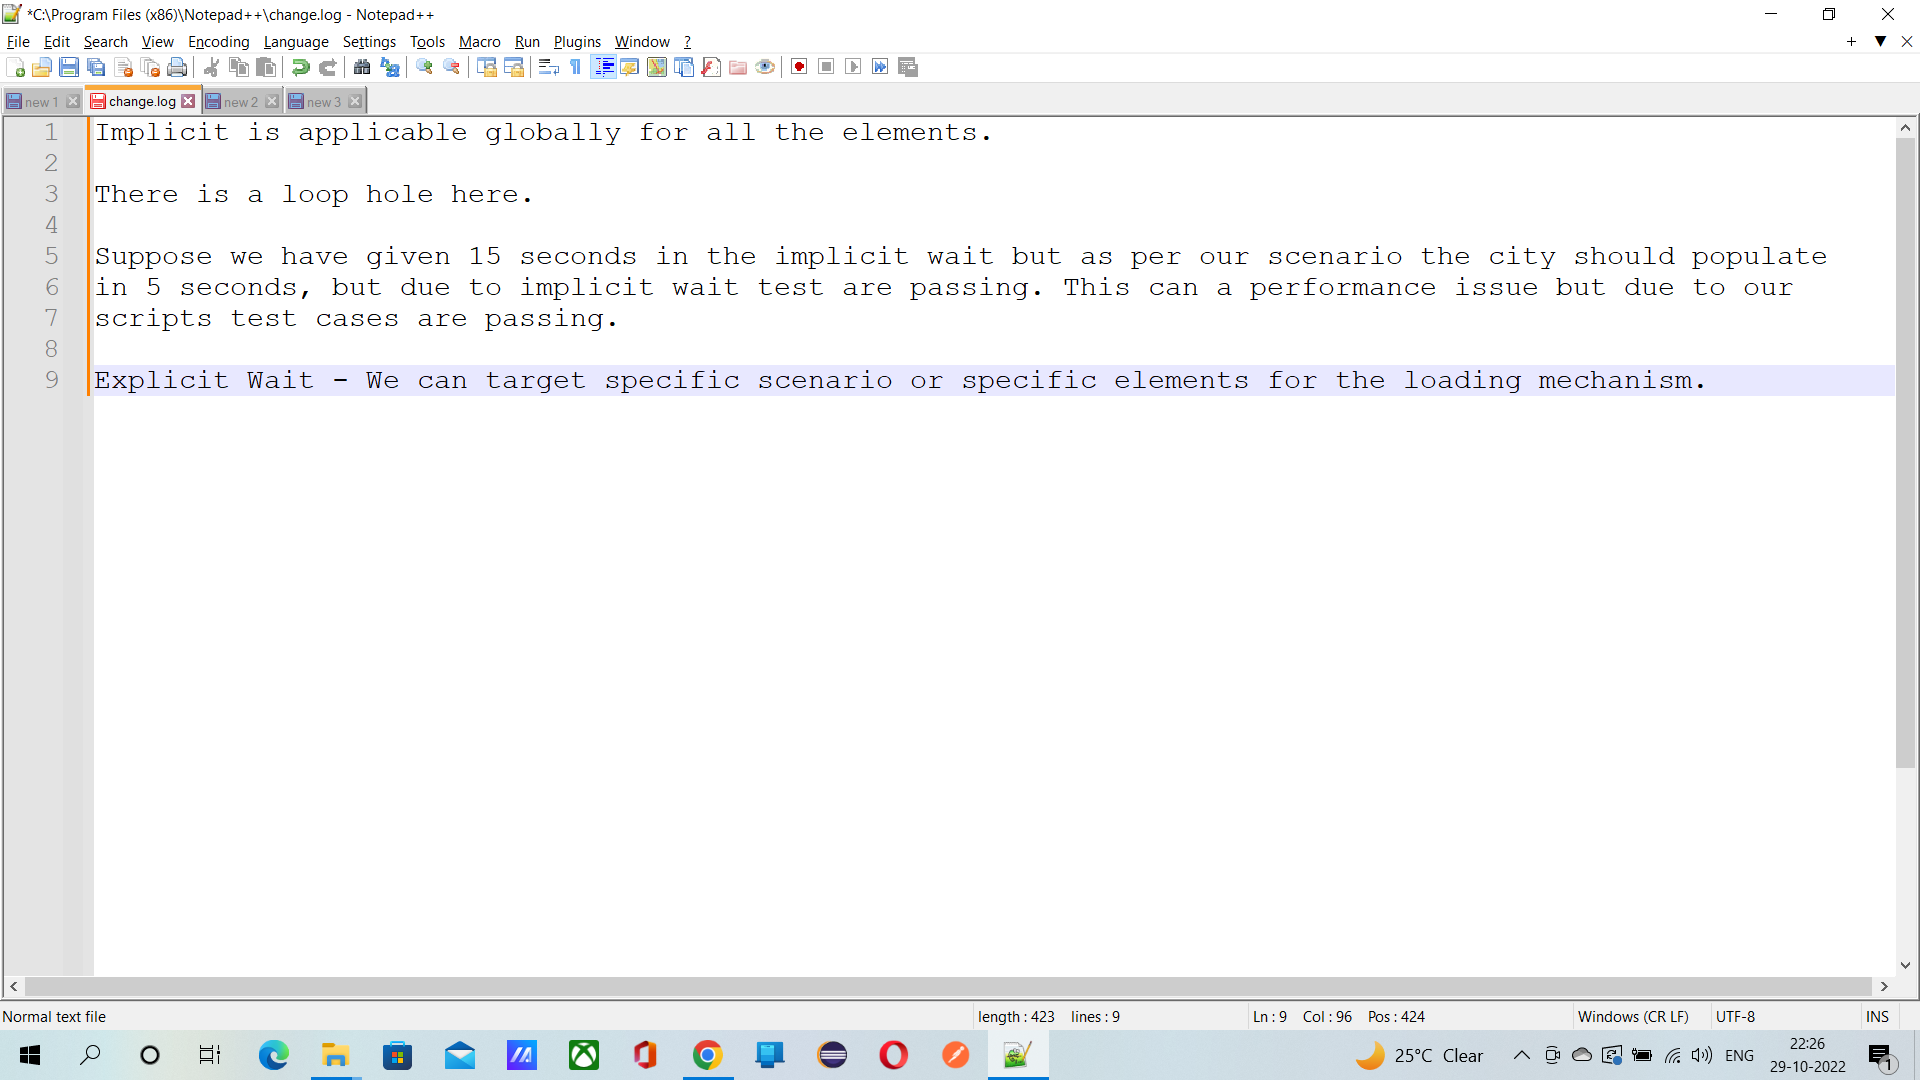 *C:\Program Files (x86)\Notepad++\change.log - Notepad++
File Edit Search View Encoding Language Settings Tools Macro Run Plugins Window ?
new 1 change.log new 2 new 3
1 Implicit is applicable globally for all the elements.
2
3 There is a loop hole here.
4
5 Suppose we have given 15 seconds in the implicit wait but as per our scenario the city should populate
6 in 5 seconds, but due to implicit wait test are passing. This can a performance issue but due to our
7 scripts test cases are passing.
8
9 Explicit Wait - We can target specific scenario or specific elements for the loading mechanism.
Normal text file length : 423 lines : 9 Ln : 9 Col : 96 Pos : 424 Windows (CR LF) UTF-8 INS
25°C Clear ENG 22:26
29-10-2022 1